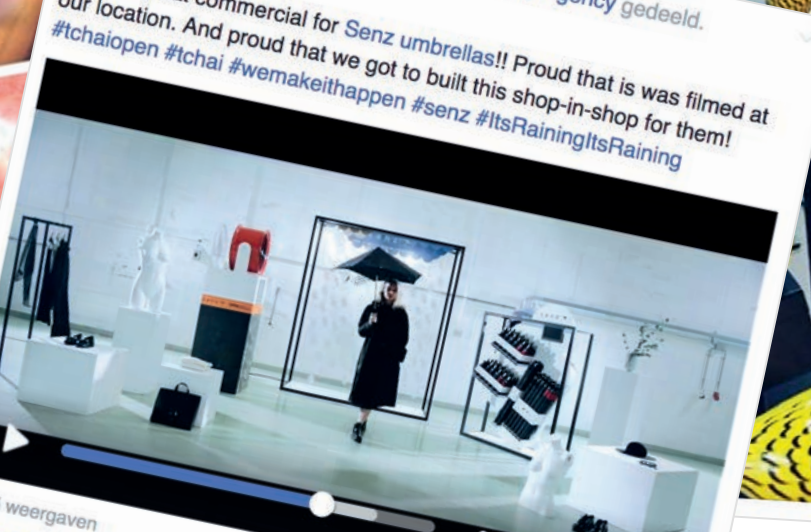 gency gedeeld.
commercial for Senz umbrellas!! Proud that is was filmed at
our location. And proud that we got to built this shop-in-shop for them!
#tchaiopen #tchai #wemakeithappen #senz #ItsRainingItsRaining
weergaven